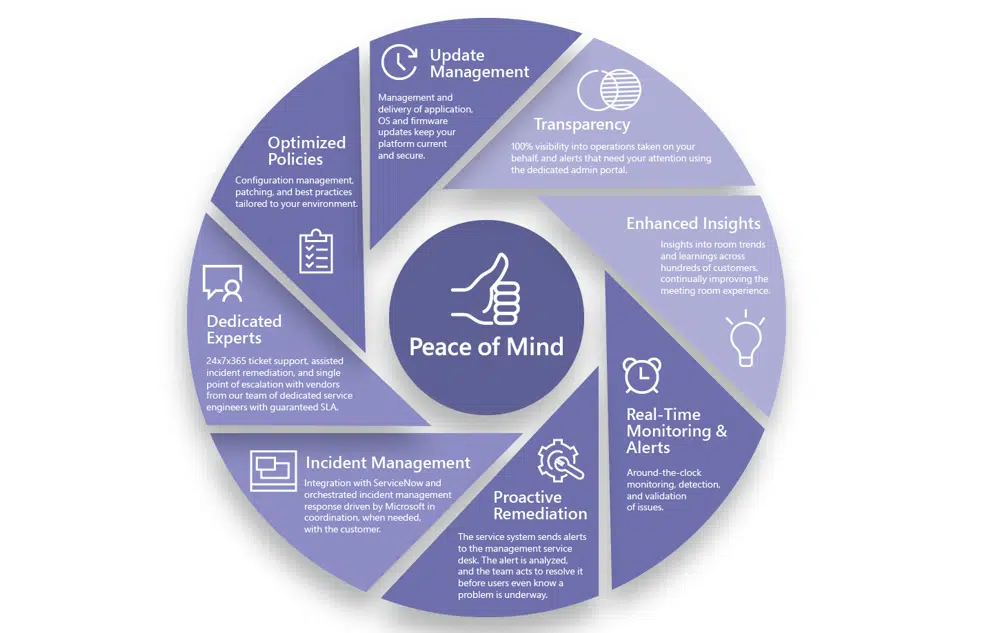 Update
Management
Management and
delivery of application,
OS and firmware
updates keep your
platform current
and secure.
Transparency
100% visibility into operations taken on your
behalf, and alerts that need your attention using
the dedicated admin portal.
Enhanced Insights
Insights into room trends
and learnings across
hundreds of customers,
continually improving the
meeting room experience.
Real-Time
Monitoring &
Alerts
Around-the-clock
monitoring, detection,
and validation
of issues.
Proactive
Remediation
The service system sends alerts
to the management service
desk. The alert is analyzed,
and the team acts to resolve it
before users even know a
problem is underway.
Incident Management
Integration with ServiceNow and
orchestrated incident management
response driven by Microsoft in
coordination, when needed,
with the customer.
Dedicated
Experts
24x7x365 ticket support, assisted
incident remediation, and single
point of escalation with vendors
from our team of dedicated service
engineers with guaranteed SLA.
Optimized
Policies
Configuration management,
patching, and best practices
tailored to your environment.
Peace of Mind